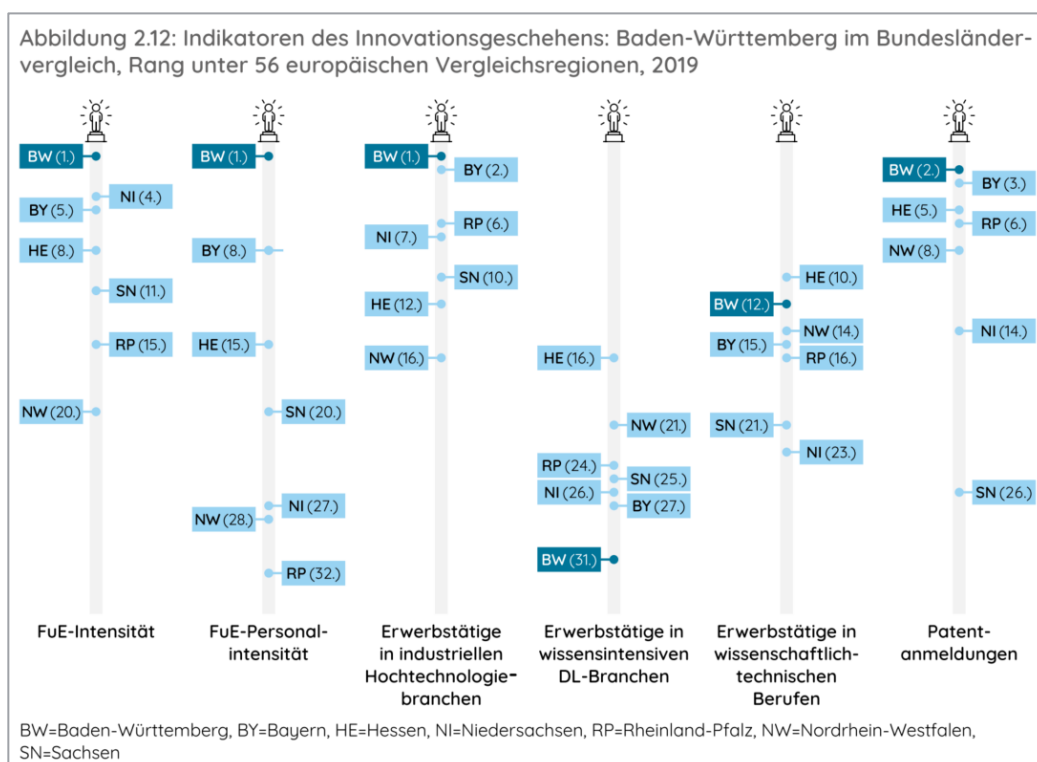 Abbildung 2.12: Indikatoren des Innovationsgeschehens: Baden-Württemberg im Bundesländer-
vergleich, Rang unter 56 europäischen Vergleichsregionen, 2019
BW (1.)
NI (4.)
BY (5.)
HE (8.)
SN (11.)
RP (15.)
NW (20.)
FuE-Intensität
BW (1.)
BY (8.)
HE (15.)
SN (20.)
NI (27.)
NW (28.)
RP (32.)
FuE-Personal-
intensität
BW (1.)
BY (2.)
RP (6.)
NI (7.)
SN (10.)
HE (12.)
NW (16.)
Erwerbstätige
in industriellen
Hochtechnologie-
branchen
HE (16.)
NW (21.)
RP (24.)
SN (25.)
NI (26.)
BY (27.)
BW (31.)
Erwerbstätige in
wissensintensiven
DL-Branchen
HE (10.)
BW (12.)
NW (14.)
BY (15.)
RP (16.)
SN (21.)
NI (23.)
Erwerbstätige in
wissenschaftlich-
technischen
Berufen
BW (2.)
BY (3.)
HE (5.)
RP (6.)
NW (8.)
NI (14.)
SN (26.)
Patent-
anmeldungen
BW=Baden-Württemberg, BY=Bayern, HE=Hessen, NI=Niedersachsen, RP=Rheinland-Pfalz, NW=Nordrhein-Westfalen,
SN=Sachsen